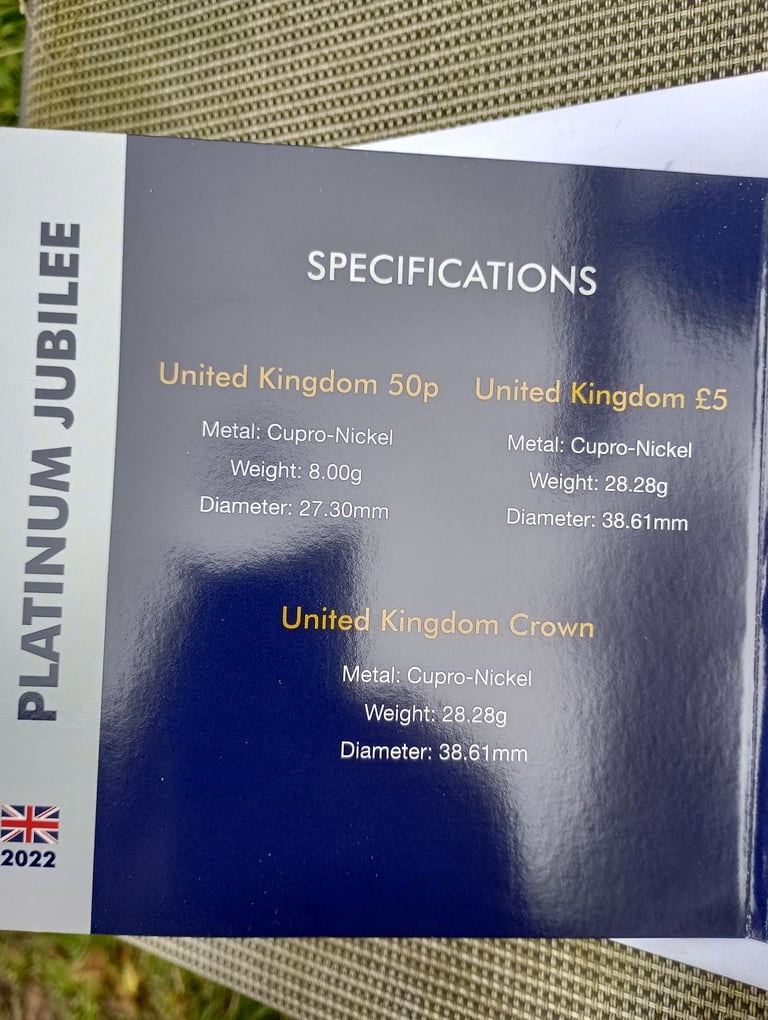 PLATINUM JUBILEE
2022
SPECIFICATIONS
United Kingdom 50p
Metal: Cupro-Nickel
Weight: 8.00g
Diameter: 27.30mm
United Kingdom £5
Metal: Cupro-Nickel
Weight: 28.28g
Diameter: 38.61mm
United Kingdom Crown
Metal: Cupro-Nickel
Weight: 28.28g
Diameter: 38.61mm